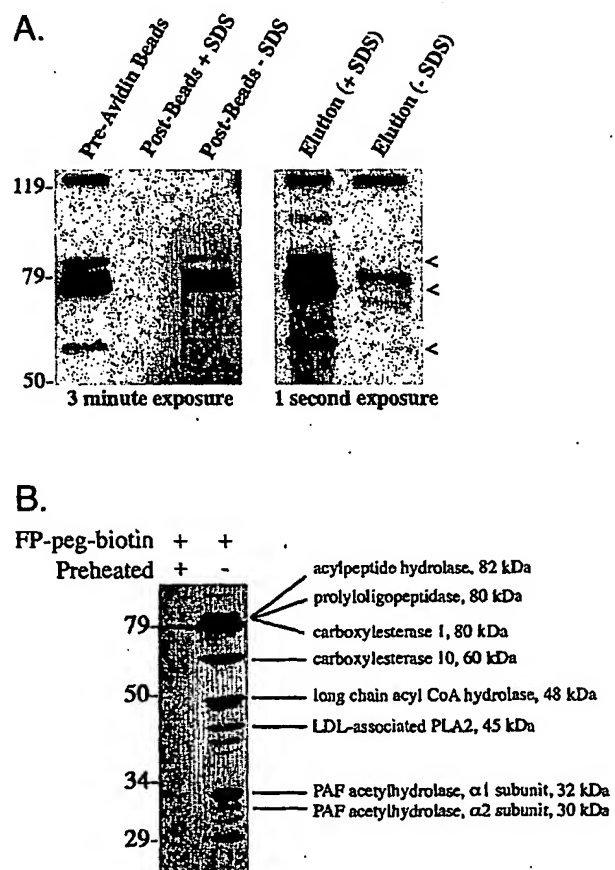 A.
Pre-Avidin Beads
Post-Beads + SDS
Post-Beads - SDS
Elution (+ SDS)
Elution (- SDS)
119-
79-
50-
<
<
<
3 minute exposure
1 second exposure
B.
FP-peg-biotin + +
Preheated + -
79-
50-
34-
29-
acylpeptide hydrolase, 82 kDa
prolyloligopeptidase, 80 kDa
carboxylesterase 1, 80 kDa
carboxylesterase 10, 60 kDa
long chain acyl CoA hydrolase, 48 kDa
LDL-associated PLA2, 45 kDa
PAF acetylhydrolase, α1 subunit, 32 kDa
PAF acetylhydrolase, α2 subunit, 30 kDa